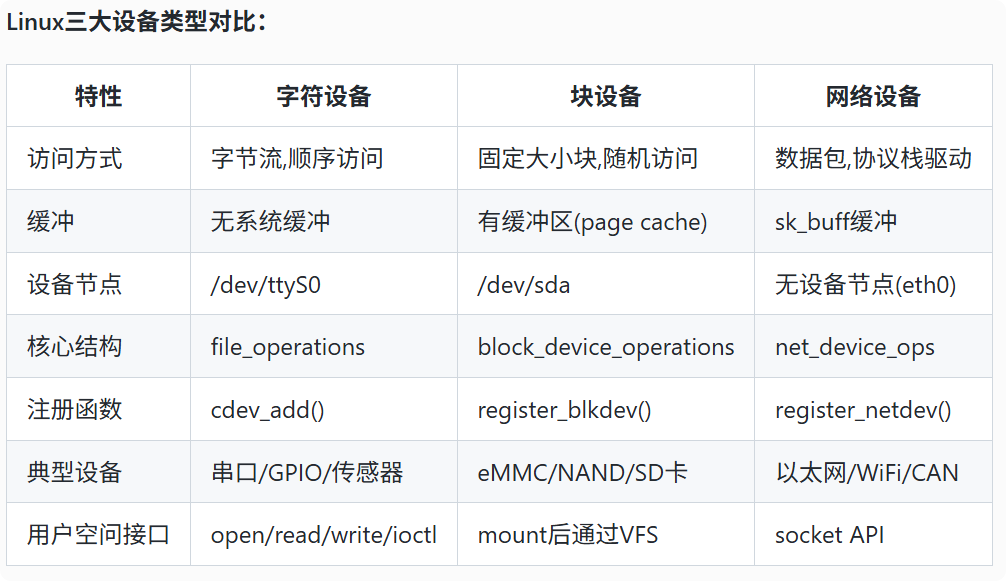 Linux三大设备类型对比：
特性 字符设备 块设备 网络设备
访问方式 字节流,顺序访问 固定大小块,随机访问 数据包,协议栈驱动
缓冲 无系统缓冲 有缓冲区(page cache) sk_buff缓冲
设备节点 /dev/ttyS0 /dev/sda 无设备节点(eth0)
核心结构 file_operations block_device_operations net_device_ops
注册函数 cdev_add() register_blkdev() register_netdev()
典型设备 串口/GPIO/传感器 eMMC/NAND/SD卡 以太网/WiFi/CAN
用户空间接口 open/read/write/ioctl mount后通过VFS socket API